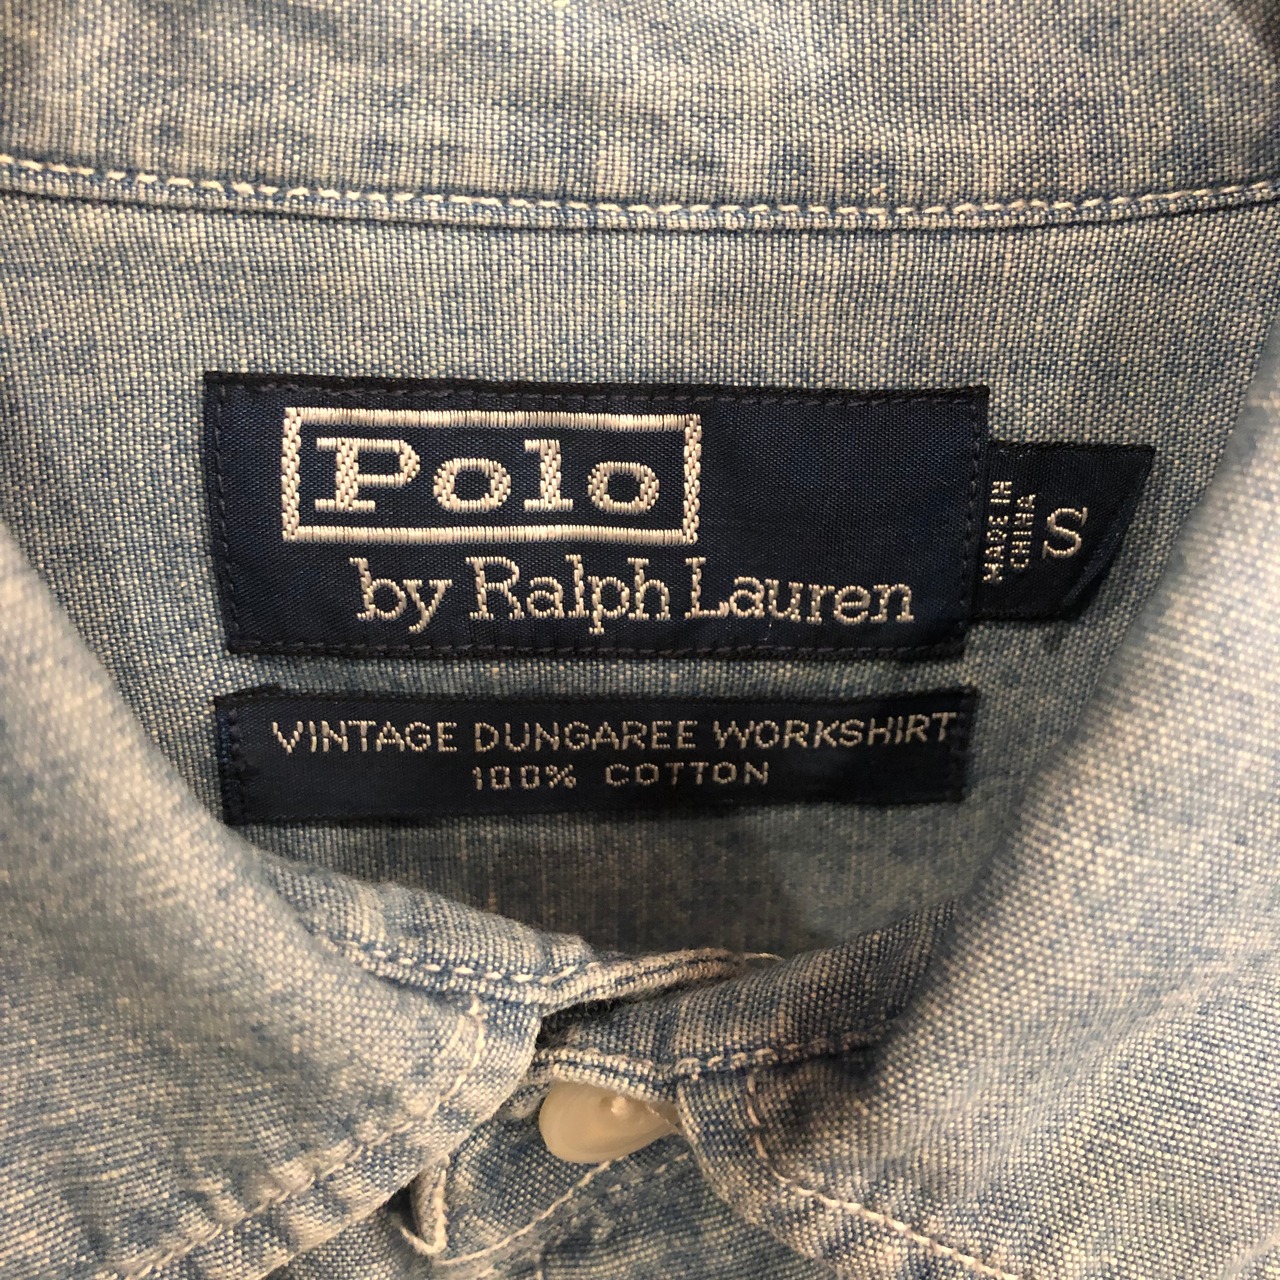 Polo
by Ralph Lauren
MADE IN
CHINA
S
VINTAGE DUNGAREE WORKSHIRT
100% COTTON